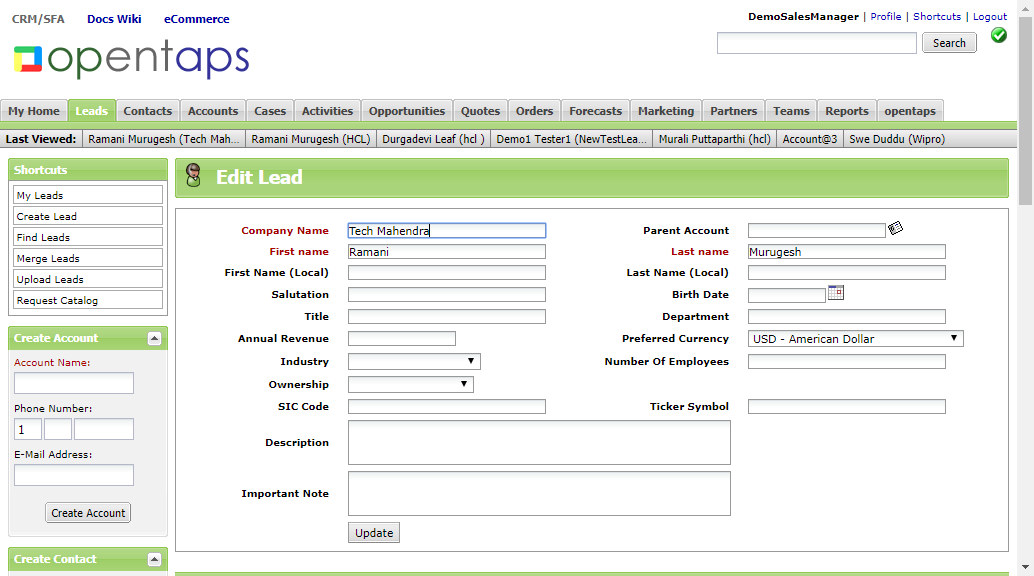 CRM/SFA Docs Wiki eCommerce
DemoSalesManager | Profile | Shortcuts | Logout
opentaps
Search
My Home Leads Contacts Accounts Cases Activities Opportunities Quotes Orders Forecasts Marketing Partners Teams Reports opentaps
Last Viewed: Ramani Murugesh (Tech Mah... Ramani Murugesh (HCL) Durgadevi Leaf (hcl ) Demo1 Tester1 (NewTestLea... Murali Puttaparthi (hcl) Account@3 Swe Duddu (Wipro)
Shortcuts
My Leads
Create Lead
Find Leads
Merge Leads
Upload Leads
Request Catalog
Create Account
Account Name:
Phone Number:
1
E-Mail Address:
Create Account
Create Contact
Edit Lead
Company Name Tech Mahendra Parent Account
First name Ramani Last name Murugesh
First Name (Local) Last Name (Local)
Salutation Birth Date
Title Department
Annual Revenue Preferred Currency USD - American Dollar
Industry Number Of Employees
Ownership
SIC Code Ticker Symbol
Description
Important Note
Update